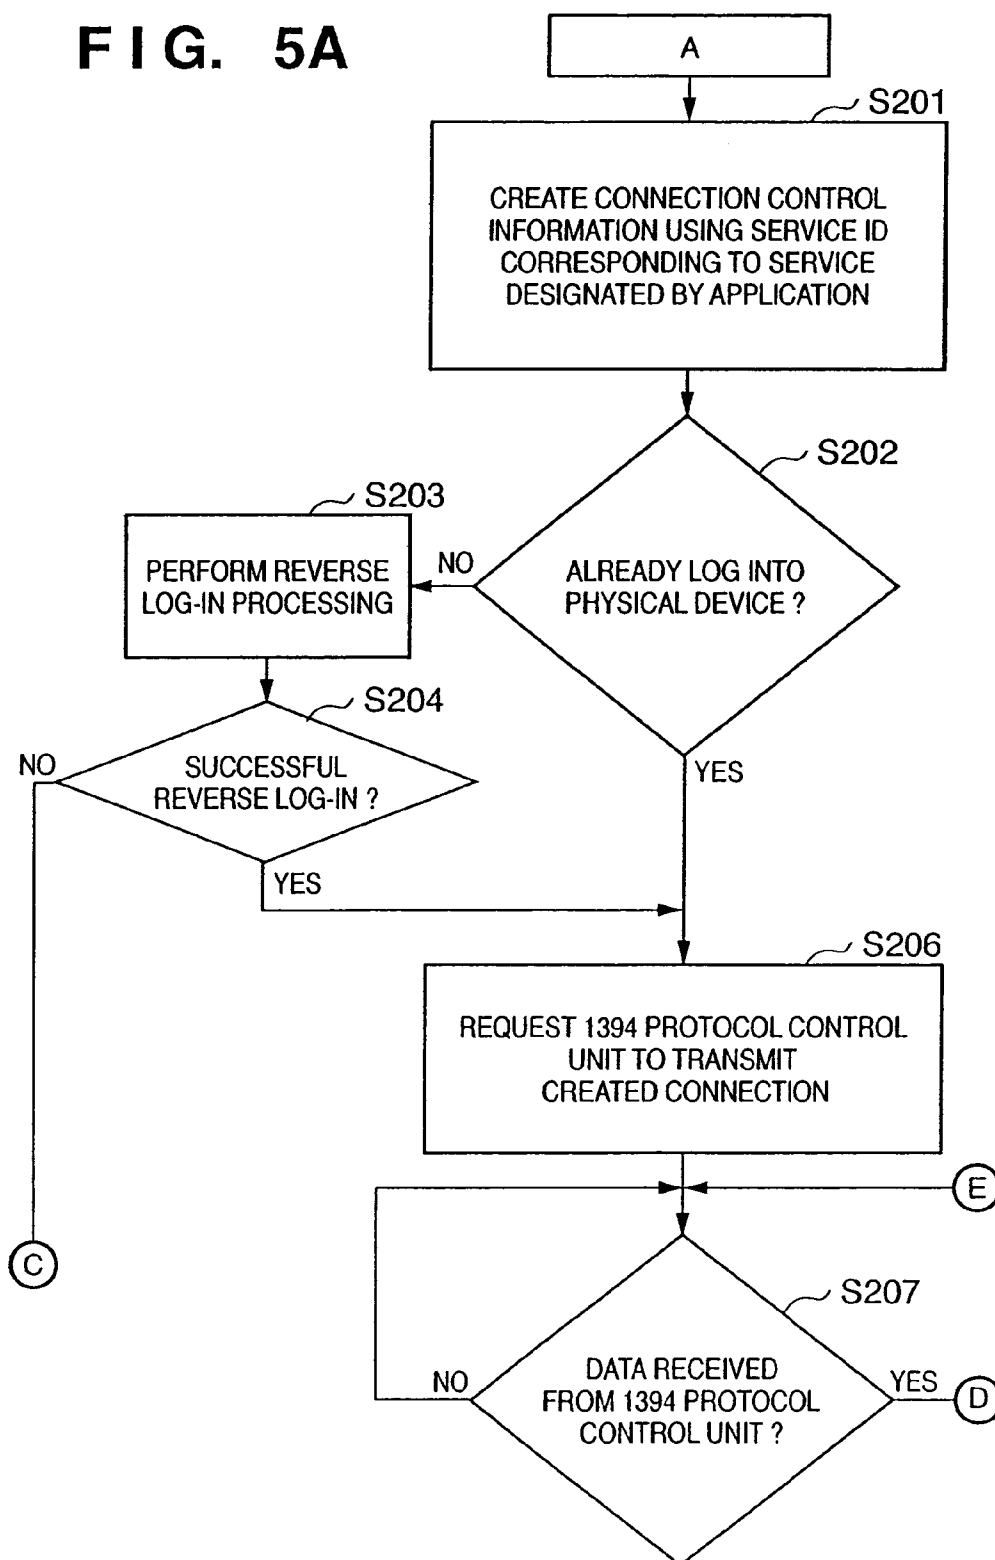 FIG. 5A
A
S201
CREATE CONNECTION CONTROL
INFORMATION USING SERVICE ID
CORRESPONDING TO SERVICE
DESIGNATED BY APPLICATION
S202
ALREADY LOG INTO
PHYSICAL DEVICE ?
NO
YES
S203
PERFORM REVERSE
LOG-IN PROCESSING
S204
SUCCESSFUL
REVERSE LOG-IN ?
NO
YES
S206
REQUEST 1394 PROTOCOL CONTROL
UNIT TO TRANSMIT
CREATED CONNECTION
E
C
S207
DATA RECEIVED
FROM 1394 PROTOCOL
CONTROL UNIT ?
NO
YES
D